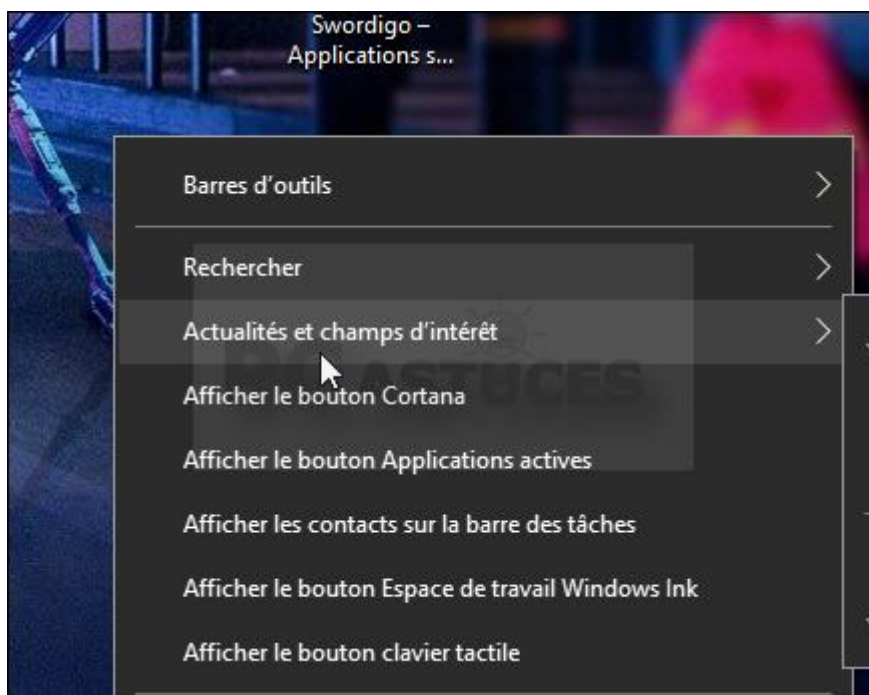 Swordigo –
Applications s...
Barres d'outils
Rechercher
Actualités et champs d'intérêt
Afficher le bouton Cortana
ASTUCES
Afficher le bouton Applications actives
Afficher les contacts sur la barre des tâches
Afficher le bouton Espace de travail Windows Ink
Afficher le bouton clavier tactile